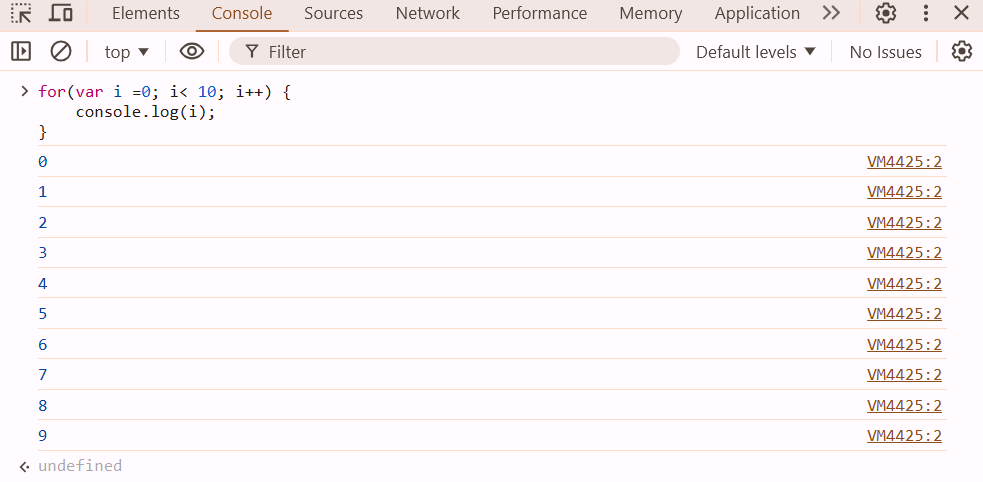 Elements Console Sources Network Performance Memory Application
top Filter Default levels No Issues
for(var i =0; i< 10; i++) {
    console.log(i);
}
0 VM4425:2
1 VM4425:2
2 VM4425:2
3 VM4425:2
4 VM4425:2
5 VM4425:2
6 VM4425:2
7 VM4425:2
8 VM4425:2
9 VM4425:2
undefined